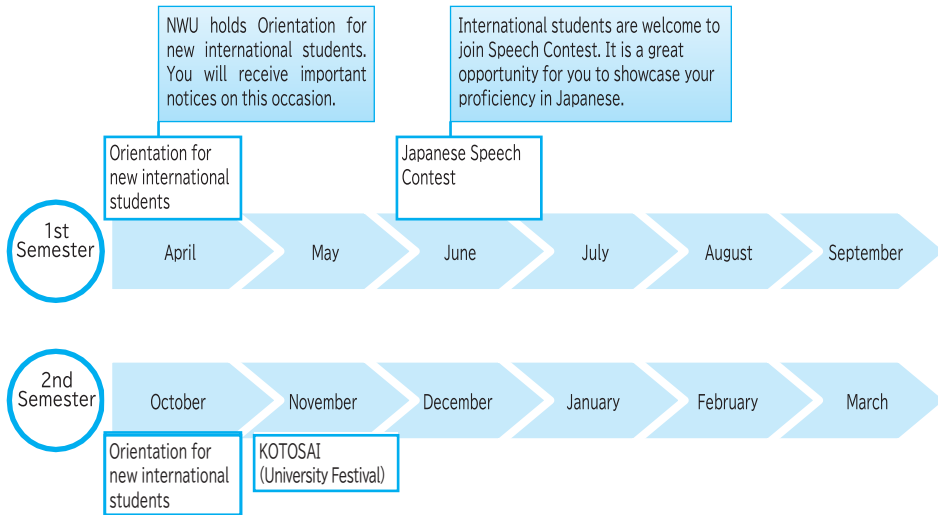 NWU holds Orientation for
new international students.
You will receive important
notices on this occasion.
International students are welcome to
join Speech Contest. It is a great
opportunity for you to showcase your
proficiency in Japanese.
Orientation for
new international
students
Japanese Speech
Contest
1st
Semester
April
May
June
July
August
September
2nd
Semester
October
November
December
January
February
March
Orientation for
new international
students
KOTOSAI
(University Festival)